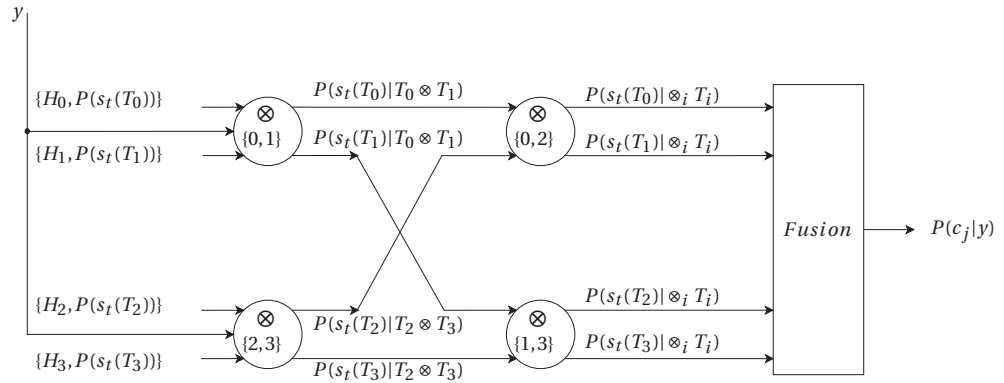 y
{H_0, P(s_t(T_0))}
{H_1, P(s_t(T_1))}
⊗
{0,1}
P(s_t(T_0)|T_0 ⊗ T_1)
P(s_t(T_1)|T_0 ⊗ T_1)
⊗
{0,2}
P(s_t(T_0)| ⊗_i T_i)
P(s_t(T_1)| ⊗_i T_i)
Fusion
P(c_j|y)
{H_2, P(s_t(T_2))}
{H_3, P(s_t(T_3))}
⊗
{2,3}
P(s_t(T_2)|T_2 ⊗ T_3)
P(s_t(T_3)|T_2 ⊗ T_3)
⊗
{1,3}
P(s_t(T_2)| ⊗_i T_i)
P(s_t(T_3)| ⊗_i T_i)